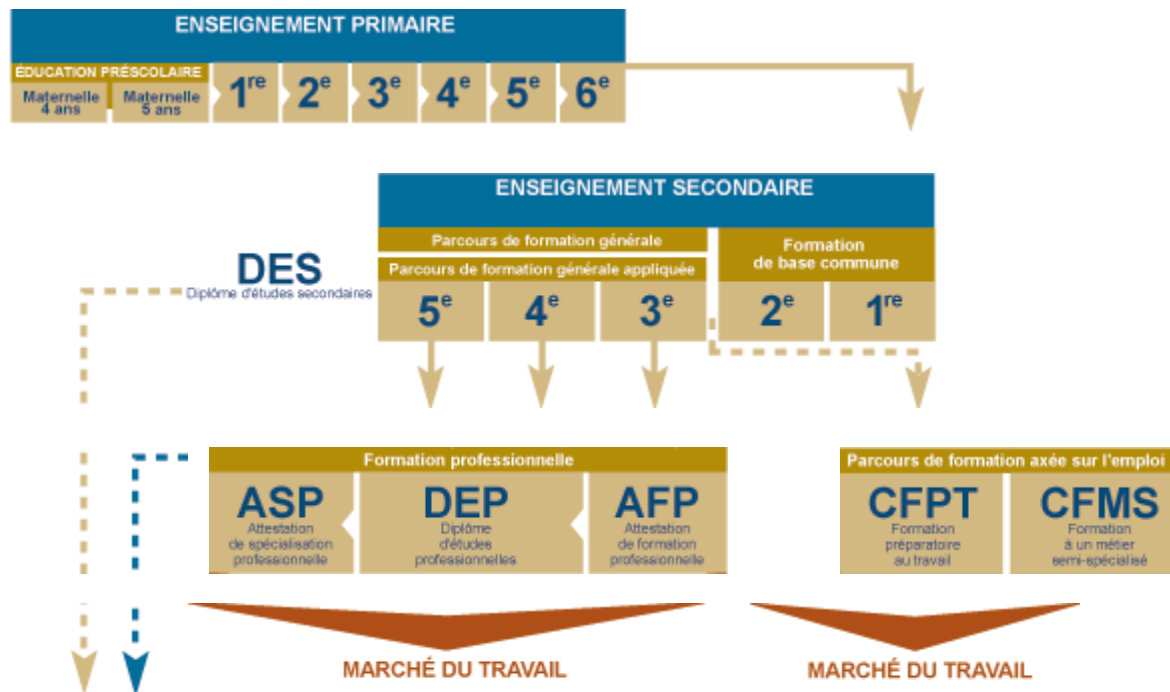 ENSEIGNEMENT PRIMAIRE
ÉDUCATION PRÉSCOLAIRE
Maternelle
4 ans
Maternelle
5 ans
1re
2e
3e
4e
5e
6e
ENSEIGNEMENT SECONDAIRE
Parcours de formation générale
Parcours de formation générale appliquée
Formation
de base commune
DES
Diplôme d'études secondaires
5e
4e
3e
2e
1re
Formation professionnelle
ASP
Attestation
de spécialisation
professionnelle
DEP
Diplôme
d'études
professionnelles
AFP
Attestation
de formation
professionnelle
Parcours de formation axée sur l'emploi
CFPT
Formation
préparatoire
au travail
CFMS
Formation
à un métier
semi-spécialisé
MARCHÉ DU TRAVAIL
MARCHÉ DU TRAVAIL